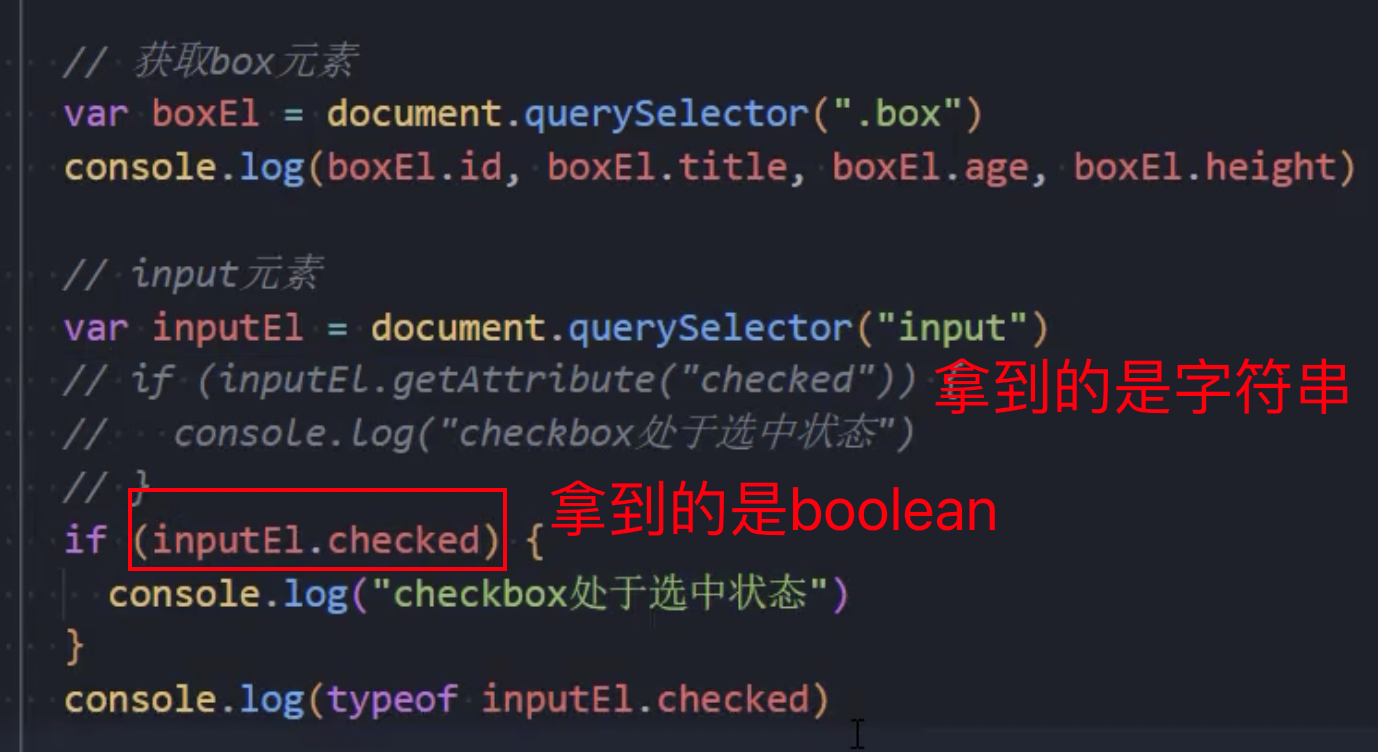 // 获取box元素
var boxEl = document.querySelector(".box")
console.log(boxEl.id, boxEl.title, boxEl.age, boxEl.height)
// input元素
var inputEl = document.querySelector("input")
// if (inputEl.getAttribute("checked")) {
拿到的是字符串
//   console.log("checkbox处于选中状态")
// }
拿到的是boolean
if (inputEl.checked) {
  console.log("checkbox处于选中状态")
}
console.log(typeof inputEl.checked)